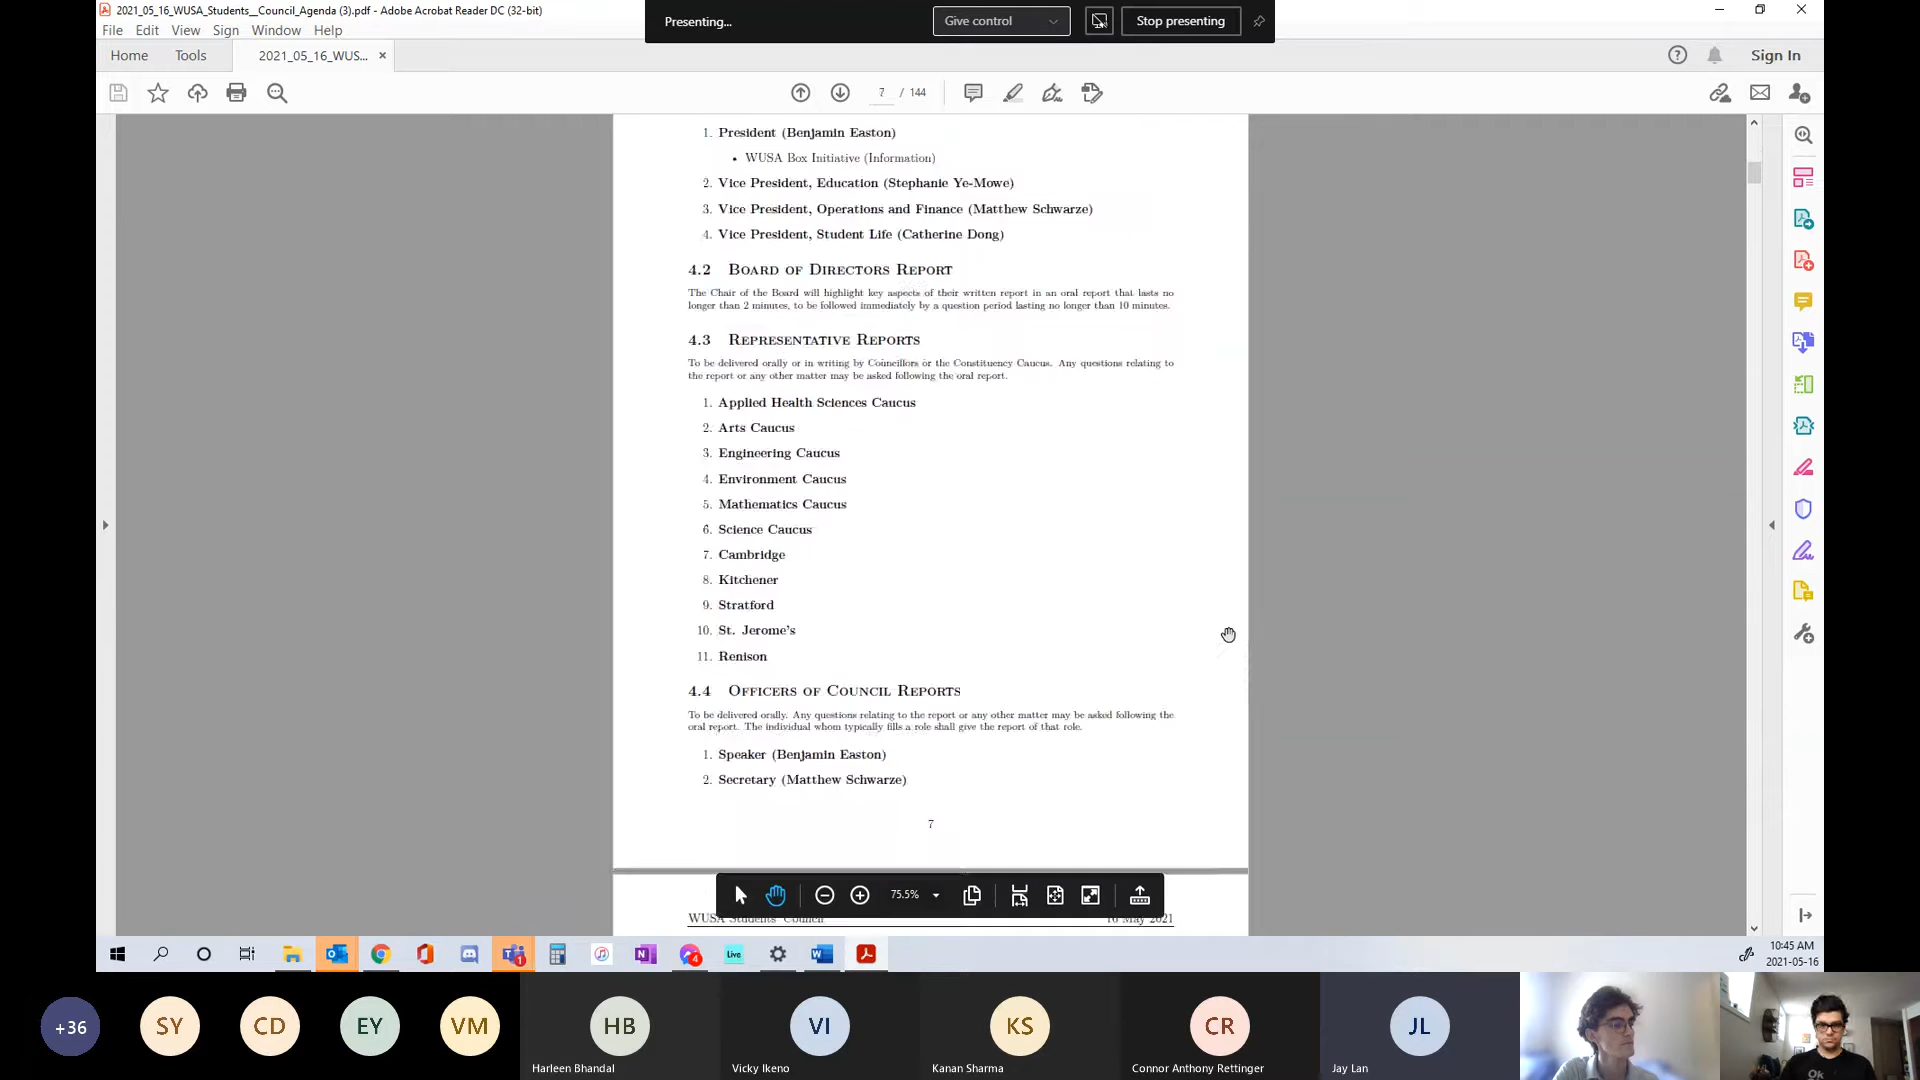 2021_05_16_WUSA_Students__Council_Agenda (3).pdf - Adobe Acrobat Reader DC (32-bit)
Presenting...
Give control
Stop presenting
File Edit View Sign Window Help
Home Tools 2021_05_16_WUS... × Sign In
7 / 144
1. President (Benjamin Easton)
• WUSA Box Initiative (Information)
2. Vice President, Education (Stephanie Ye-Mowe)
3. Vice President, Operations and Finance (Matthew Schwarze)
4. Vice President, Student Life (Catherine Dong)
4.2 Board of Directors Report
The Chair of the Board will highlight key aspects of their written report in an oral report that lasts no
longer than 2 minutes, to be followed immediately by a question period lasting no longer than 10 minutes.
4.3 Representative Reports
To be delivered orally or in writing by Councillors or the Constituency Caucus. Any questions relating to
the report or any other matter may be asked following the oral report.
1. Applied Health Sciences Caucus
2. Arts Caucus
3. Engineering Caucus
4. Environment Caucus
5. Mathematics Caucus
6. Science Caucus
7. Cambridge
8. Kitchener
9. Stratford
10. St. Jerome's
11. Renison
4.4 Officers of Council Reports
To be delivered orally. Any questions relating to the report or any other matter may be asked following the
oral report. The individual whom typically fills a role shall give the report of that role.
1. Speaker (Benjamin Easton)
2. Secretary (Matthew Schwarze)
7
75.5%
WUSA Students' Council 16 May 2021
Live
1
4
10:45 AM
2021-05-16
+36 SY CD EY VM HB VI KS CR JL
Harleen Bhandal Vicky Ikeno Kanan Sharma Connor Anthony Rettinger Jay Lan
Ok